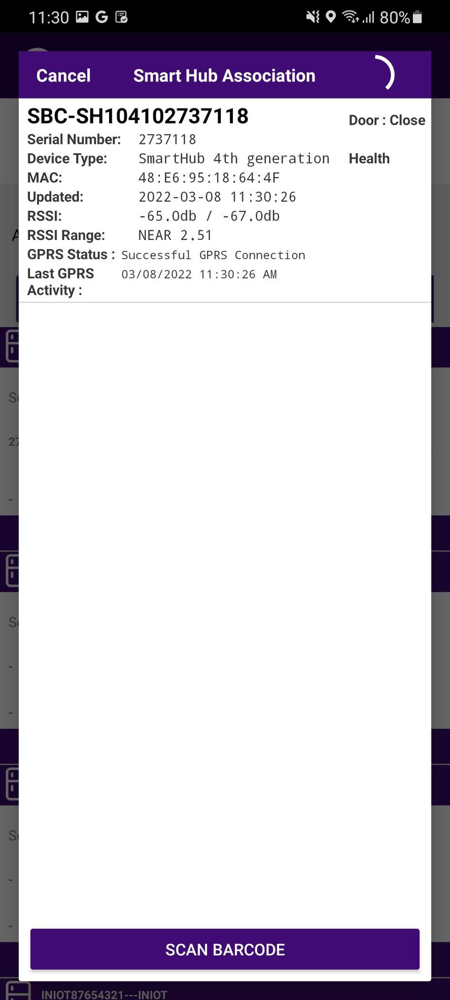 11:30 80%
Cancel Smart Hub Association
SBC-SH104102737118
Door : Close
Serial Number: 2737118
Device Type: SmartHub 4th generation Health
MAC: 48:E6:95:18:64:4F
Updated: 2022-03-08 11:30:26
RSSI: -65.0db / -67.0db
RSSI Range: NEAR 2.51
GPRS Status : Successful GPRS Connection
Last GPRS 03/08/2022 11:30:26 AM
Activity :
27
-
-
-
-
-
SCAN BARCODE
INIOT87654321---INIOT